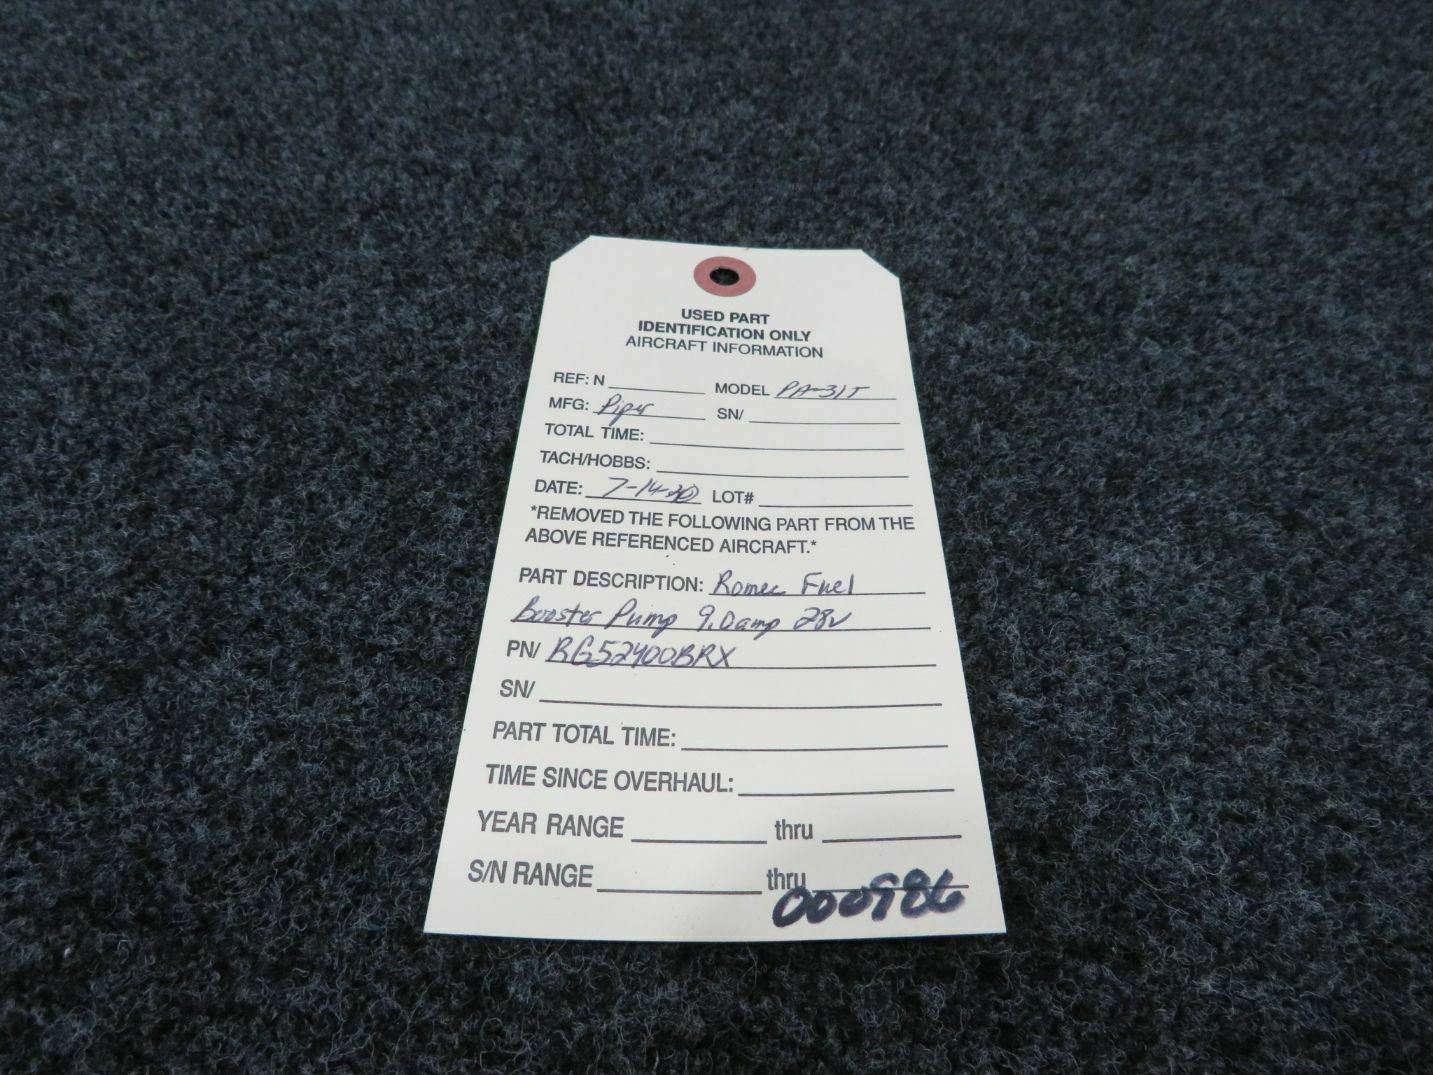 USED PART
IDENTIFICATION ONLY
AIRCRAFT INFORMATION
REF: N MODEL PA-31T
MFG: Piper SN/
TOTAL TIME:
TACH/HOBBS:
DATE: 7-14-20 LOT#
*REMOVED THE FOLLOWING PART FROM THE
ABOVE REFERENCED AIRCRAFT.*
PART DESCRIPTION: Romec Fuel
Booster Pump 9.0amp 28v
PN/ RG52400BRX
SN/
PART TOTAL TIME:
TIME SINCE OVERHAUL:
YEAR RANGE thru
S/N RANGE thru
000986